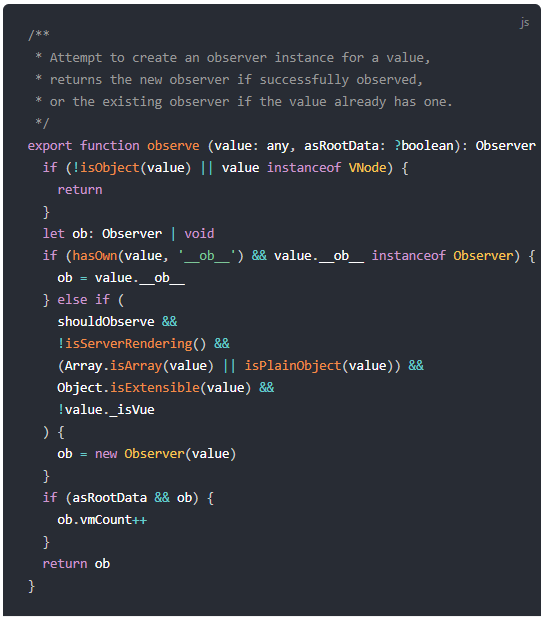 js
/**
 * Attempt to create an observer instance for a value,
 * returns the new observer if successfully observed,
 * or the existing observer if the value already has one.
 */
export function observe (value: any, asRootData: ?boolean): Observer
  if (!isObject(value) || value instanceof VNode) {
    return
  }
  let ob: Observer | void
  if (hasOwn(value, '__ob__') && value.__ob__ instanceof Observer) {
    ob = value.__ob__
  } else if (
    shouldObserve &&
    !isServerRendering() &&
    (Array.isArray(value) || isPlainObject(value)) &&
    Object.isExtensible(value) &&
    !value._isVue
  ) {
    ob = new Observer(value)
  }
  if (asRootData && ob) {
    ob.vmCount++
  }
  return ob
}